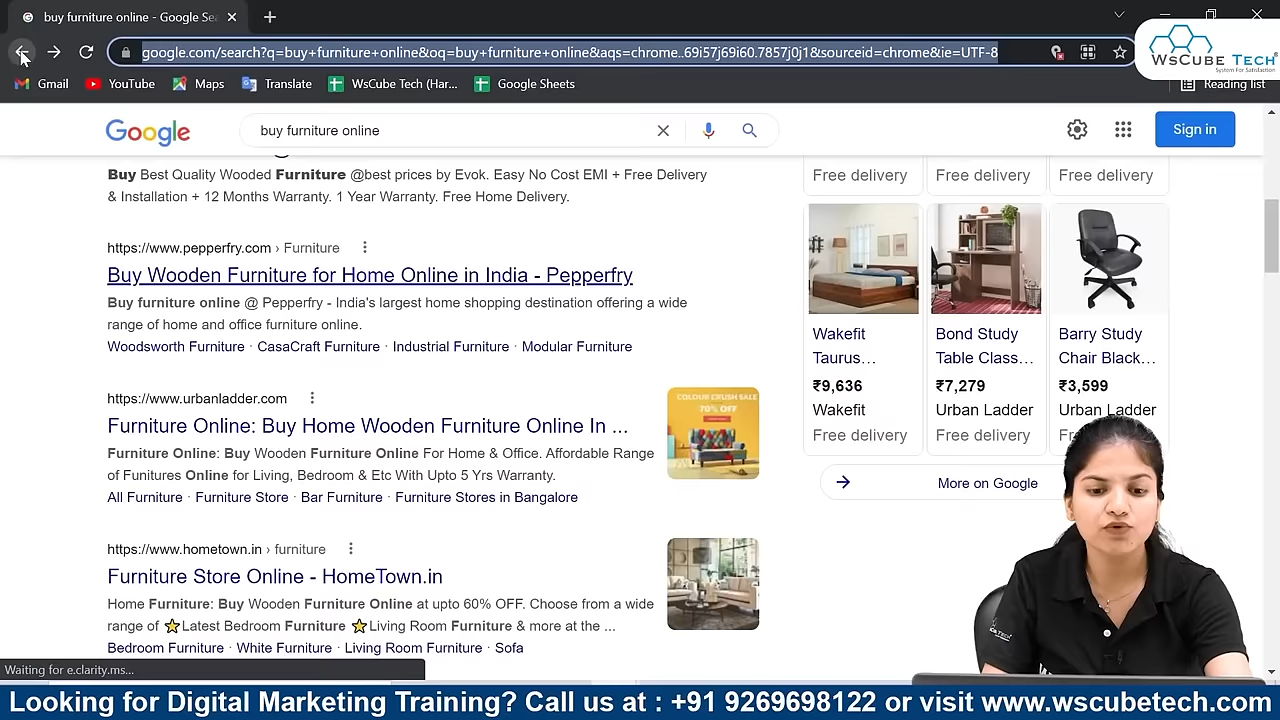 buy furniture online - Google Sea
google.com/search?q=buy+furniture+online&oq=buy+furniture+online&aqs=chrome..69i57j69i60.7857j0j1&sourceid=chrome&ie=UTF-8
WsCube Tech
System For Satisfaction
Gmail YouTube Maps Translate WsCube Tech (Har... Google Sheets Reading list
Google buy furniture online Sign in
Buy Best Quality Wooded Furniture @best prices by Evok. Easy No Cost EMI + Free Delivery
& Installation + 12 Months Warranty. 1 Year Warranty. Free Home Delivery.
https://www.pepperfry.com › Furniture
Buy Wooden Furniture for Home Online in India - Pepperfry
Buy furniture online @ Pepperfry - India's largest home shopping destination offering a wide
range of home and office furniture online.
Woodsworth Furniture · CasaCraft Furniture · Industrial Furniture · Modular Furniture
https://www.urbanladder.com
Furniture Online: Buy Home Wooden Furniture Online In ...
Furniture Online: Buy Wooden Furniture Online For Home & Office. Affordable Range
of Funitures Online for Living, Bedroom & Etc With Upto 5 Yrs Warranty.
All Furniture · Furniture Store · Bar Furniture · Furniture Stores in Bangalore
COLOUR CRUSH SALE
70% OFF
https://www.hometown.in › furniture
Furniture Store Online - HomeTown.in
Home Furniture: Buy Wooden Furniture Online at upto 60% OFF. Choose from a wide
range of ⭐Latest Bedroom Furniture ⭐Living Room Furniture & more at the ...
Bedroom Furniture · White Furniture · Living Room Furniture · Sofa
Free delivery Free delivery Free delivery
Wakefit Taurus…
₹9,636
Wakefit
Free delivery
Bond Study
Table Class…
₹7,279
Urban Ladder
Free delivery
Barry Study
Chair Black…
₹3,599
Urban Ladder
More on Google
Waiting for e.clarity.ms...
Looking for Digital Marketing Training? Call us at : +91 9269698122 or visit www.wscubetech.com